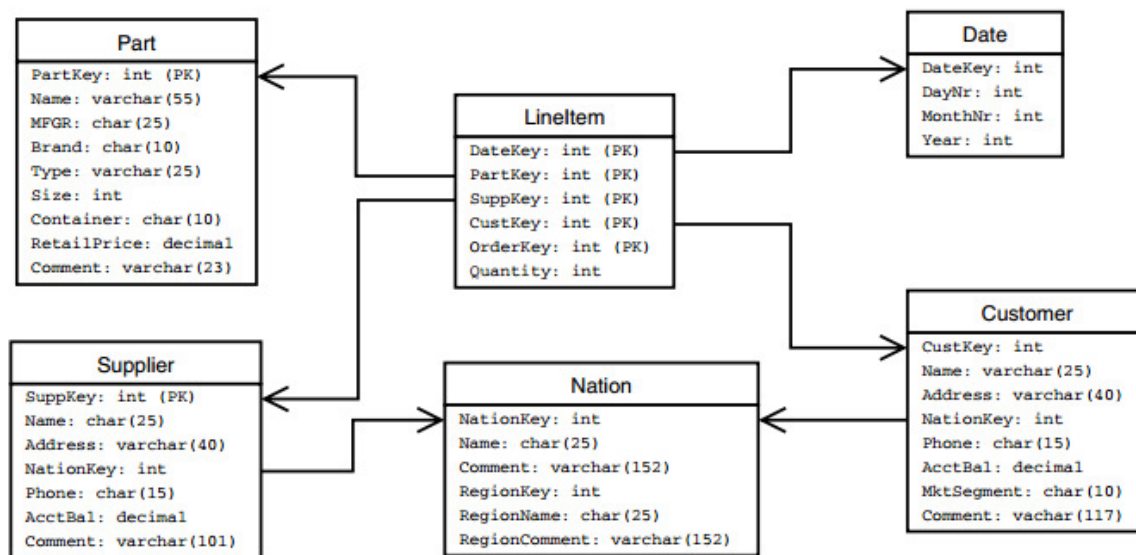 Part
PartKey: int (PK)
Name: varchar(55)
MFGR: char(25)
Brand: char(10)
Type: varchar(25)
Size: int
Container: char(10)
RetailPrice: decimal
Comment: varchar(23)
LineItem
DateKey: int (PK)
PartKey: int (PK)
SuppKey: int (PK)
CustKey: int (PK)
OrderKey: int (PK)
Quantity: int
Date
DateKey: int
DayNr: int
MonthNr: int
Year: int
Supplier
SuppKey: int (PK)
Name: char(25)
Address: varchar(40)
NationKey: int
Phone: char(15)
AcctBal: decimal
Comment: varchar(101)
Nation
NationKey: int
Name: char(25)
Comment: varchar(152)
RegionKey: int
RegionName: char(25)
RegionComment: varchar(152)
Customer
CustKey: int
Name: varchar(25)
Address: varchar(40)
NationKey: int
Phone: char(15)
AcctBal: decimal
MktSegment: char(10)
Comment: vachar(117)